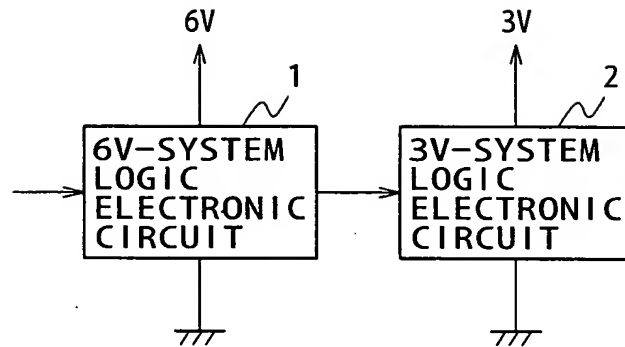 6V
3V
1
2
6V-SYSTEM
LOGIC
ELECTRONIC
CIRCUIT
3V-SYSTEM
LOGIC
ELECTRONIC
CIRCUIT